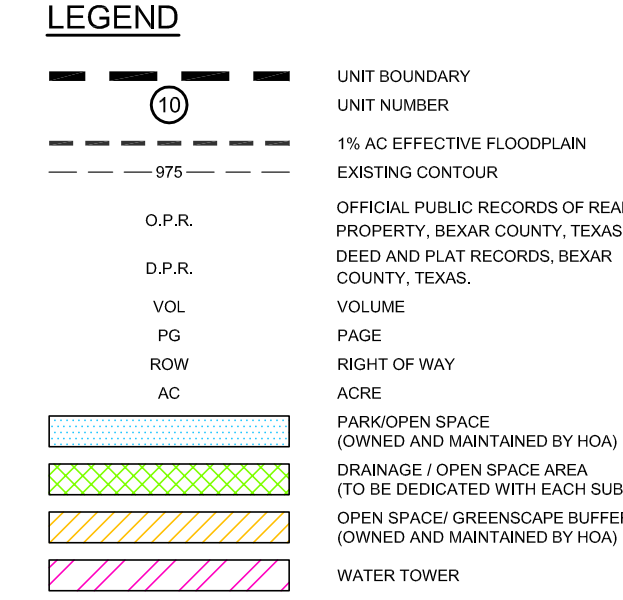 LEGEND
UNIT BOUNDARY
10 UNIT NUMBER
1% AC EFFECTIVE FLOODPLAIN
975 EXISTING CONTOUR
O.P.R. OFFICIAL PUBLIC RECORDS OF REAL
PROPERTY, BEXAR COUNTY, TEXAS
D.P.R. DEED AND PLAT RECORDS, BEXAR
COUNTY, TEXAS.
VOL VOLUME
PG PAGE
ROW RIGHT OF WAY
AC ACRE
PARK/OPEN SPACE
(OWNED AND MAINTAINED BY HOA)
DRAINAGE / OPEN SPACE AREA
(TO BE DEDICATED WITH EACH SUB
OPEN SPACE/ GREENSCAPE BUFFER
(OWNED AND MAINTAINED BY HOA)
WATER TOWER